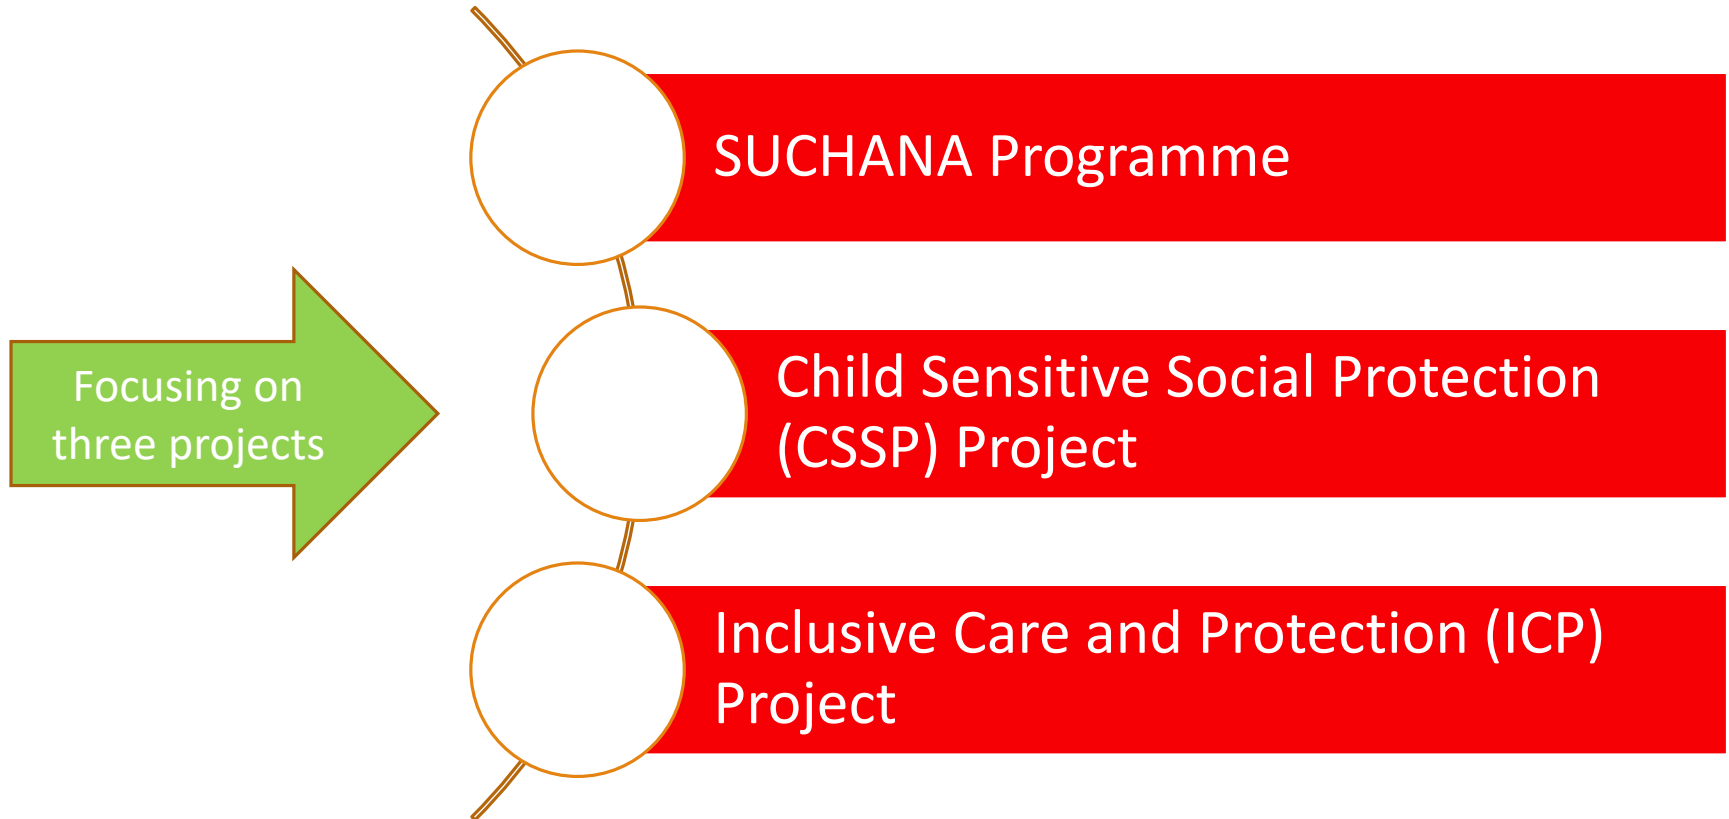 Focusing on
three projects
SUCHANA Programme
Child Sensitive Social Protection
(CSSP) Project
Inclusive Care and Protection (ICP)
Project